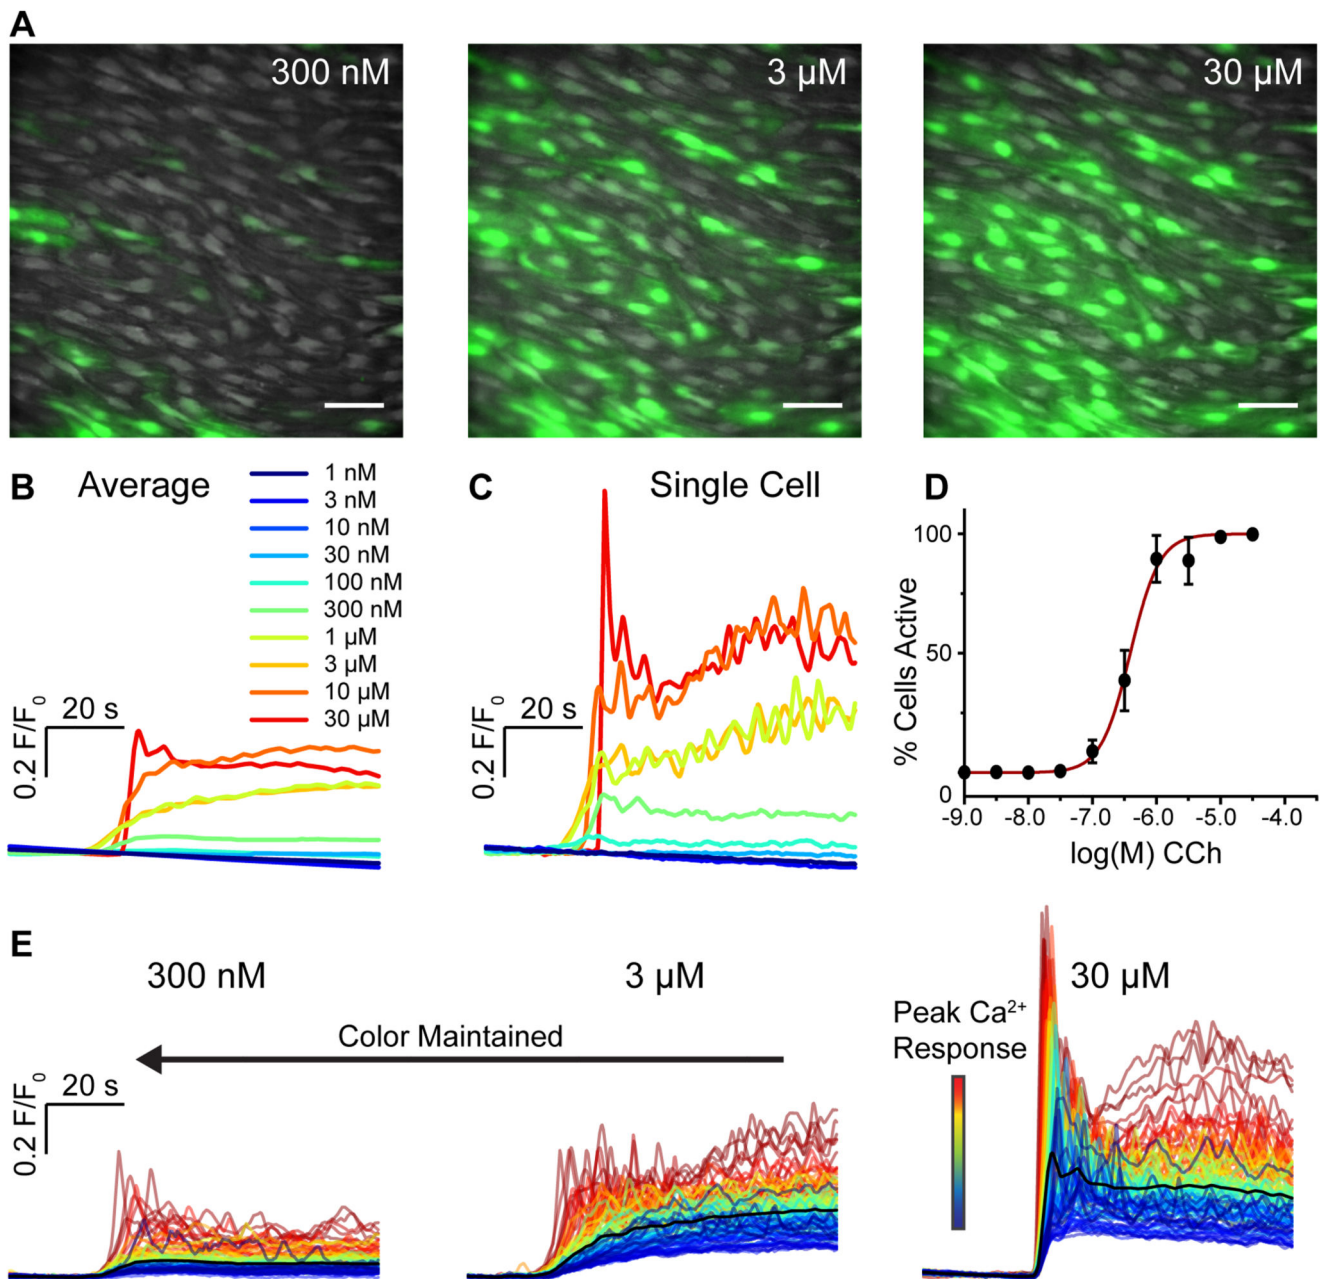 A
300 nM
3 µM
30 µM
B
Average
1 nM
3 nM
10 nM
30 nM
100 nM
300 nM
1 µM
3 µM
10 µM
30 µM
20 s
0.2 F/F0
C
Single Cell
20 s
0.2 F/F0
D
100
50
0
% Cells Active
-9.0 -8.0 -7.0 -6.0 -5.0 -4.0
log(M) CCh
E
300 nM
3 µM
30 µM
Color Maintained
20 s
0.2 F/F0
Peak Ca2+
Response